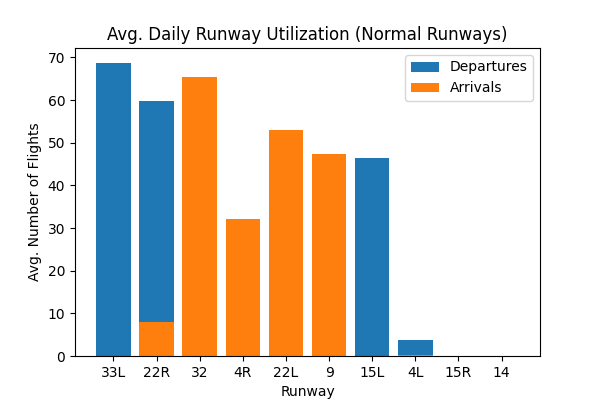 Avg. Daily Runway Utilization (Normal Runways)
Departures
Arrivals
Avg. Number of Flights
70
60
50
40
30
20
10
0
33L 22R 32 4R 22L 9 15L 4L 15R 14
Runway